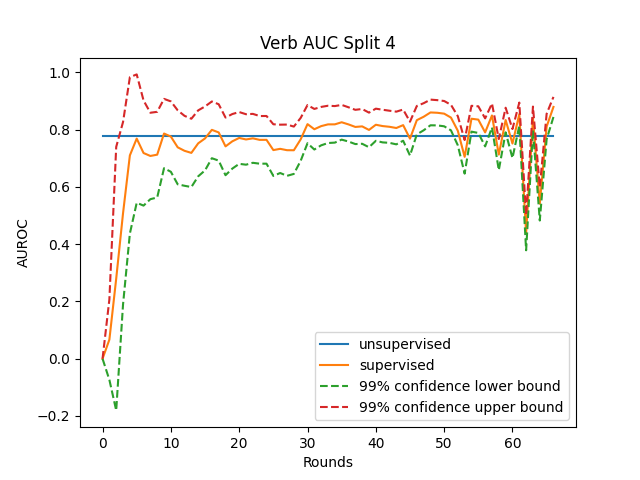 Verb AUC Split 4
1.0
0.8
0.6
0.4
0.2
0.0
−0.2
AUROC
unsupervised
supervised
99% confidence lower bound
99% confidence upper bound
0 10 20 30 40 50 60
Rounds